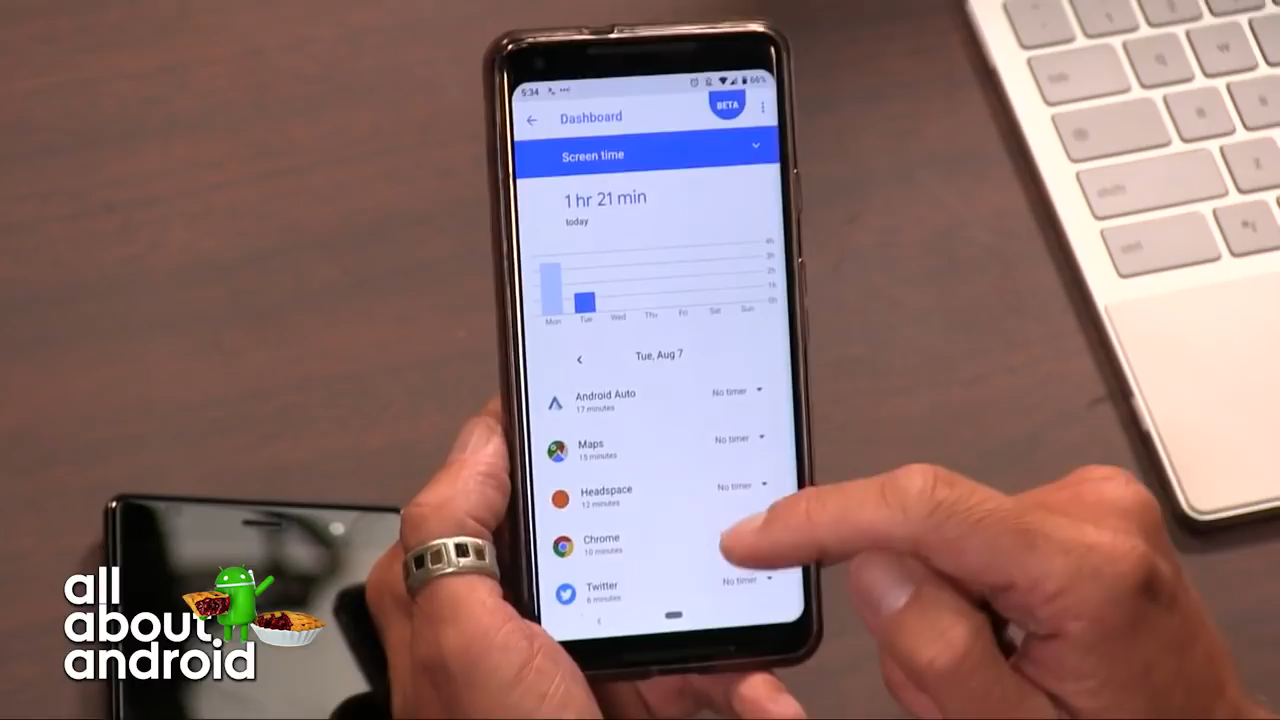 5:34
66%
Dashboard
BETA
Screen time
1 hr 21 min
today
4h
3h
2h
1h
0h
Mon Tue Wed Thu Fri Sat Sun
Tue, Aug 7
Android Auto
17 minutes
No timer
Maps
15 minutes
No timer
Headspace
12 minutes
No timer
Chrome
10 minutes
Twitter
6 minutes
No timer
all
about
android
shift